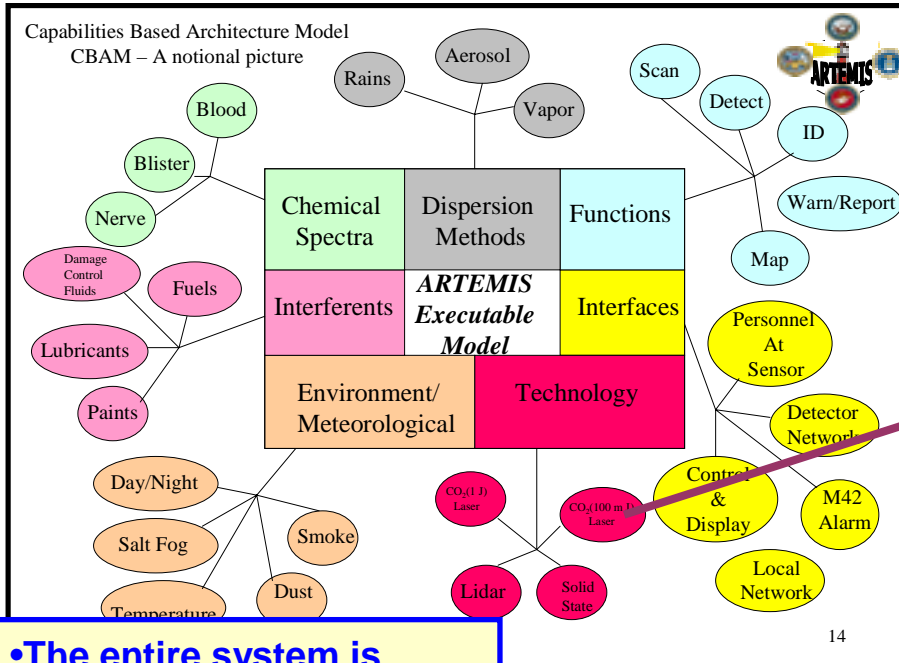 Capabilities Based Architecture Model
CBAM – A notional picture
ARTEMIS
Rains
Aerosol
Vapor
Scan
Detect
ID
Warn/Report
Map
Blood
Blister
Nerve
Chemical
Spectra
Dispersion
Methods
Functions
Interferents
ARTEMIS
Executable
Model
Interfaces
Environment/
Meteorological
Technology
Damage
Control
Fluids
Fuels
Lubricants
Paints
Personnel
At
Sensor
Detector
Network
Control
&
Display
M42
Alarm
Local
Network
Day/Night
Salt Fog
Temperature
Smoke
Dust
CO₂(1 J)
Laser
CO₂(100 m J)
Laser
Lidar
Solid
State
14
•The entire system is